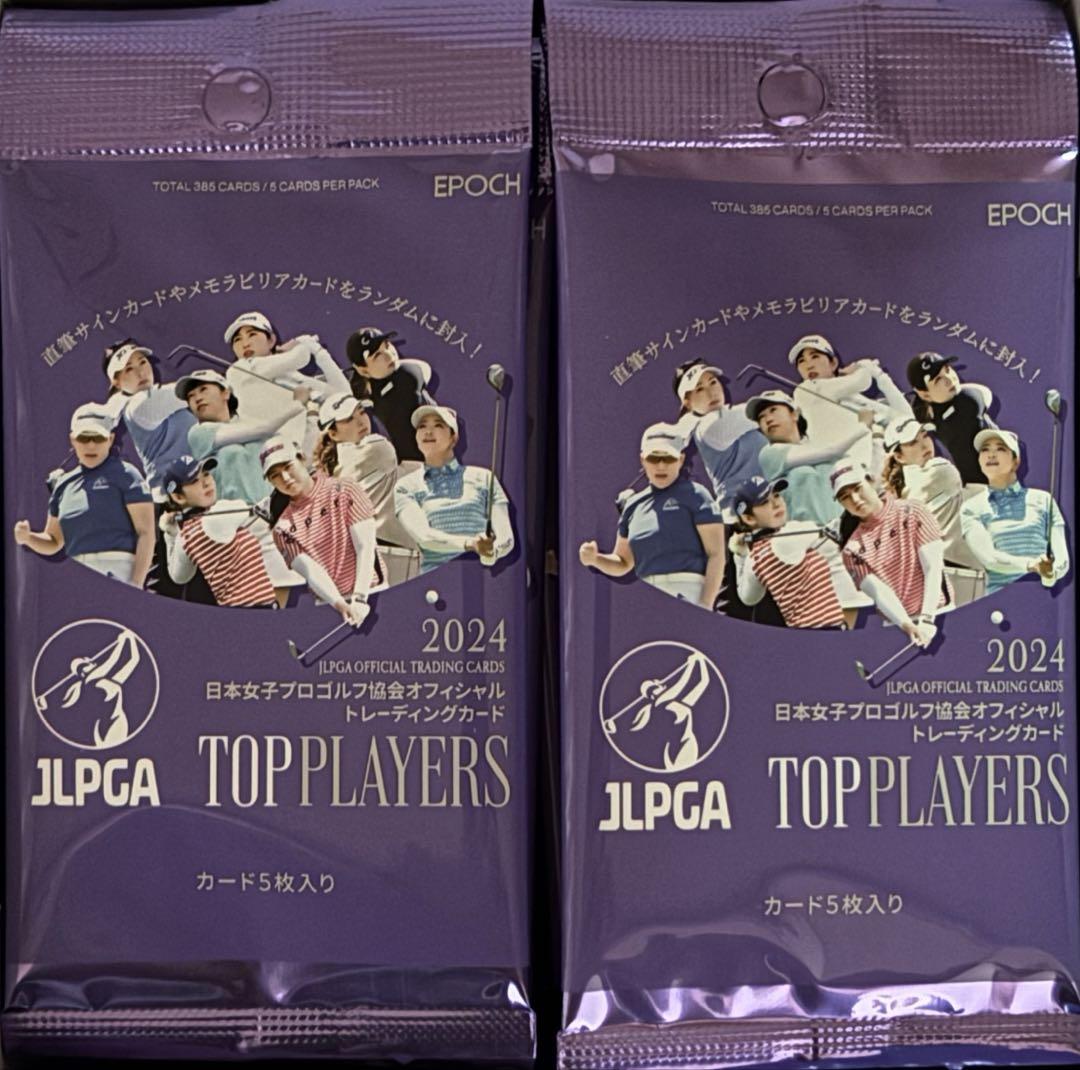 TOTAL 385 CARDS / 5 CARDS PER PACK
EPOCH
直筆サインカードやメモラビリアカードをランダムに封入！
2024
JLPGA OFFICIAL TRADING CARDS
日本女子プロゴルフ協会オフィシャル
トレーディングカード
JLPGA
TOP PLAYERS
カード5枚入り
TOTAL 385 CARDS / 5 CARDS PER PACK
EPOCH
直筆サインカードやメモラビリアカードをランダムに封入！
2024
JLPGA OFFICIAL TRADING CARDS
日本女子プロゴルフ協会オフィシャル
トレーディングカード
JLPGA
TOP PLAYERS
カード5枚入り